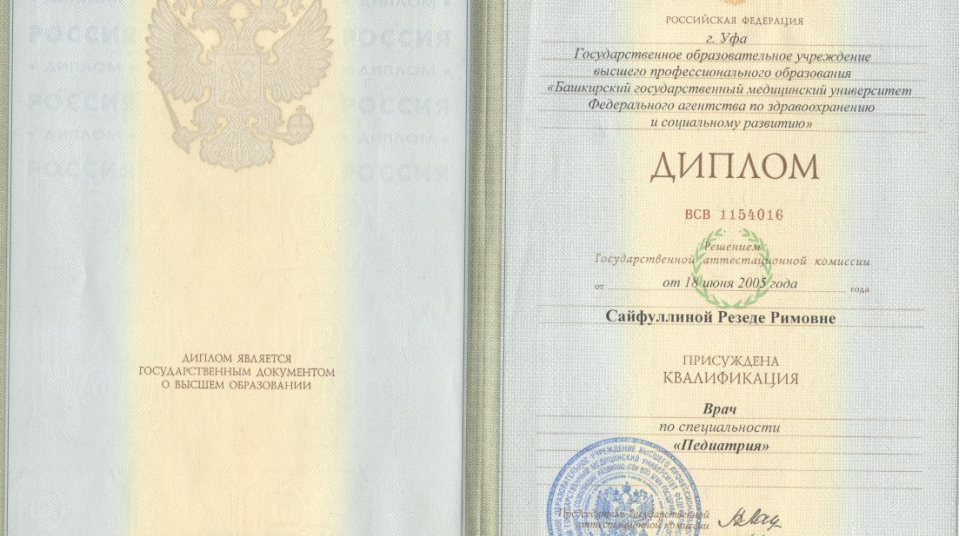 РОССИЯ
РОССИЯ
« ДИПЛОМ »
« ДИПЛОМ »
РОССИЯ
РОССИЯ
« ДИПЛОМ »
« ДИПЛОМ »
РОССИЯ
РОССИЯ
ДИПЛОМ ЯВЛЯЕТСЯ
ГОСУДАРСТВЕННЫМ ДОКУМЕНТОМ
О ВЫСШЕМ ОБРАЗОВАНИИ
РОССИЙСКАЯ ФЕДЕРАЦИЯ
г. Уфа
Государственное образовательное учреждение
высшего профессионального образования
«Башкирский государственный медицинский университет
Федерального агентства по здравоохранению
и социальному развитию»
ДИПЛОМ
ВСВ 1154016
Решением
Государственной аттестационной комиссии
от от 18 июня 2005 года года
Сайфуллиной Резеде Римовне
ПРИСУЖДЕНА
КВАЛИФИКАЦИЯ
Врач
по специальности
«Педиатрия»
Председатель Государственной
аттестационной комиссии